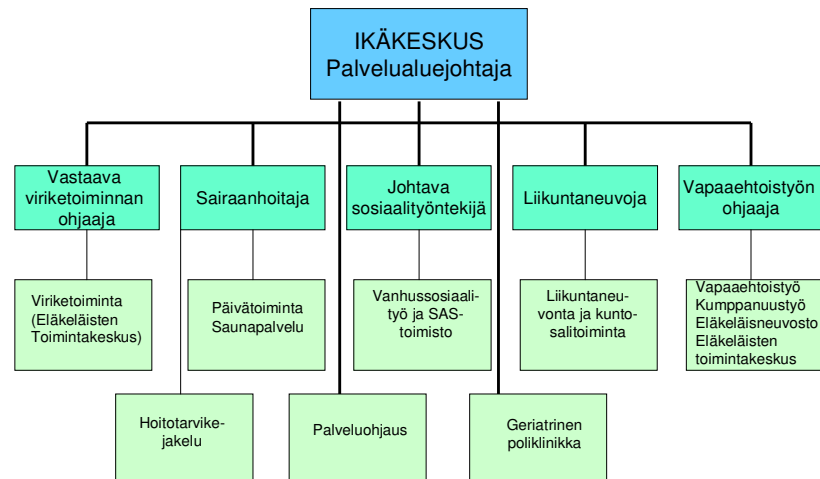 IKÄKESKUS
Palvelualuejohtaja
Vastaava
viriketoiminnan
ohjaaja
Sairaanhoitaja
Johtava
sosiaalityöntekijä
Liikuntaneuvoja
Vapaaehtoistyön
ohjaaja
Viriketoiminta
(Eläkeläisten
Toimintakeskus)
Päivätoiminta
Saunapalvelu
Vanhussosiaali-
työ ja SAS-
toimisto
Liikuntaneu-
vonta ja kunto-
salitoiminta
Vapaaehtoistyö
Kumppanuustyö
Eläkeläisneuvosto
Eläkeläisten
toimintakeskus
Hoitotarvike-
jakelu
Palveluohjaus
Geriatrinen
poliklinikka